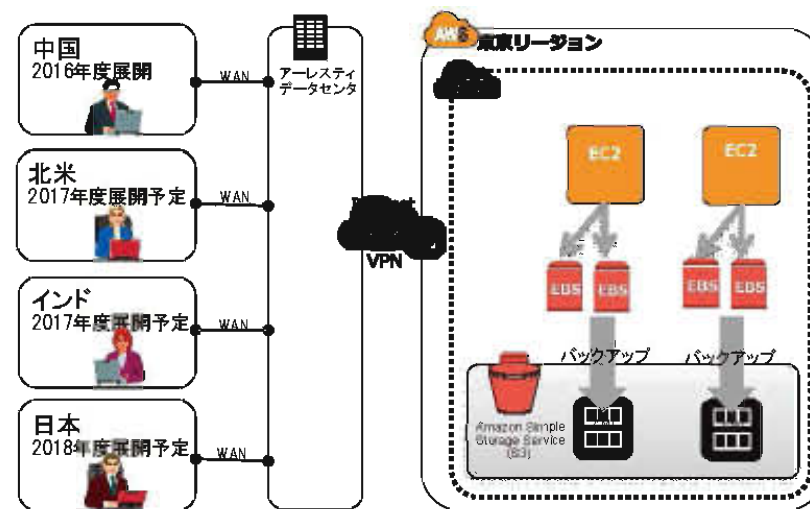 中国
2016年度展開
WAN
北米
2017年度展開予定
WAN
インド
2017年度展開予定
WAN
日本
2018年度展開予定
WAN
アーレスティ
データセンタ
VPN
AWS 東京リージョン
EC2
EC2
EBS
EBS
EBS
EBS
バックアップ
バックアップ
Amazon Simple
Storage Service
(S3)